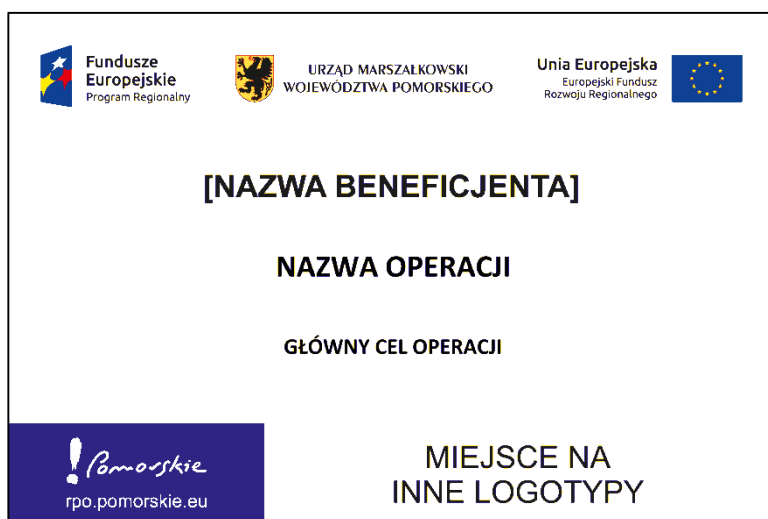 Fundusze
Europejskie
Program Regionalny
URZĄD MARSZAŁKOWSKI
WOJEWÓDZTWA POMORSKIEGO
Unia Europejska
Europejski Fundusz
Rozwoju Regionalnego
[NAZWA BENEFICJENTA]
NAZWA OPERACJI
GŁÓWNY CEL OPERACJI
! Pomorskie
rpo.pomorskie.eu
MIEJSCE NA
INNE LOGOTYPY